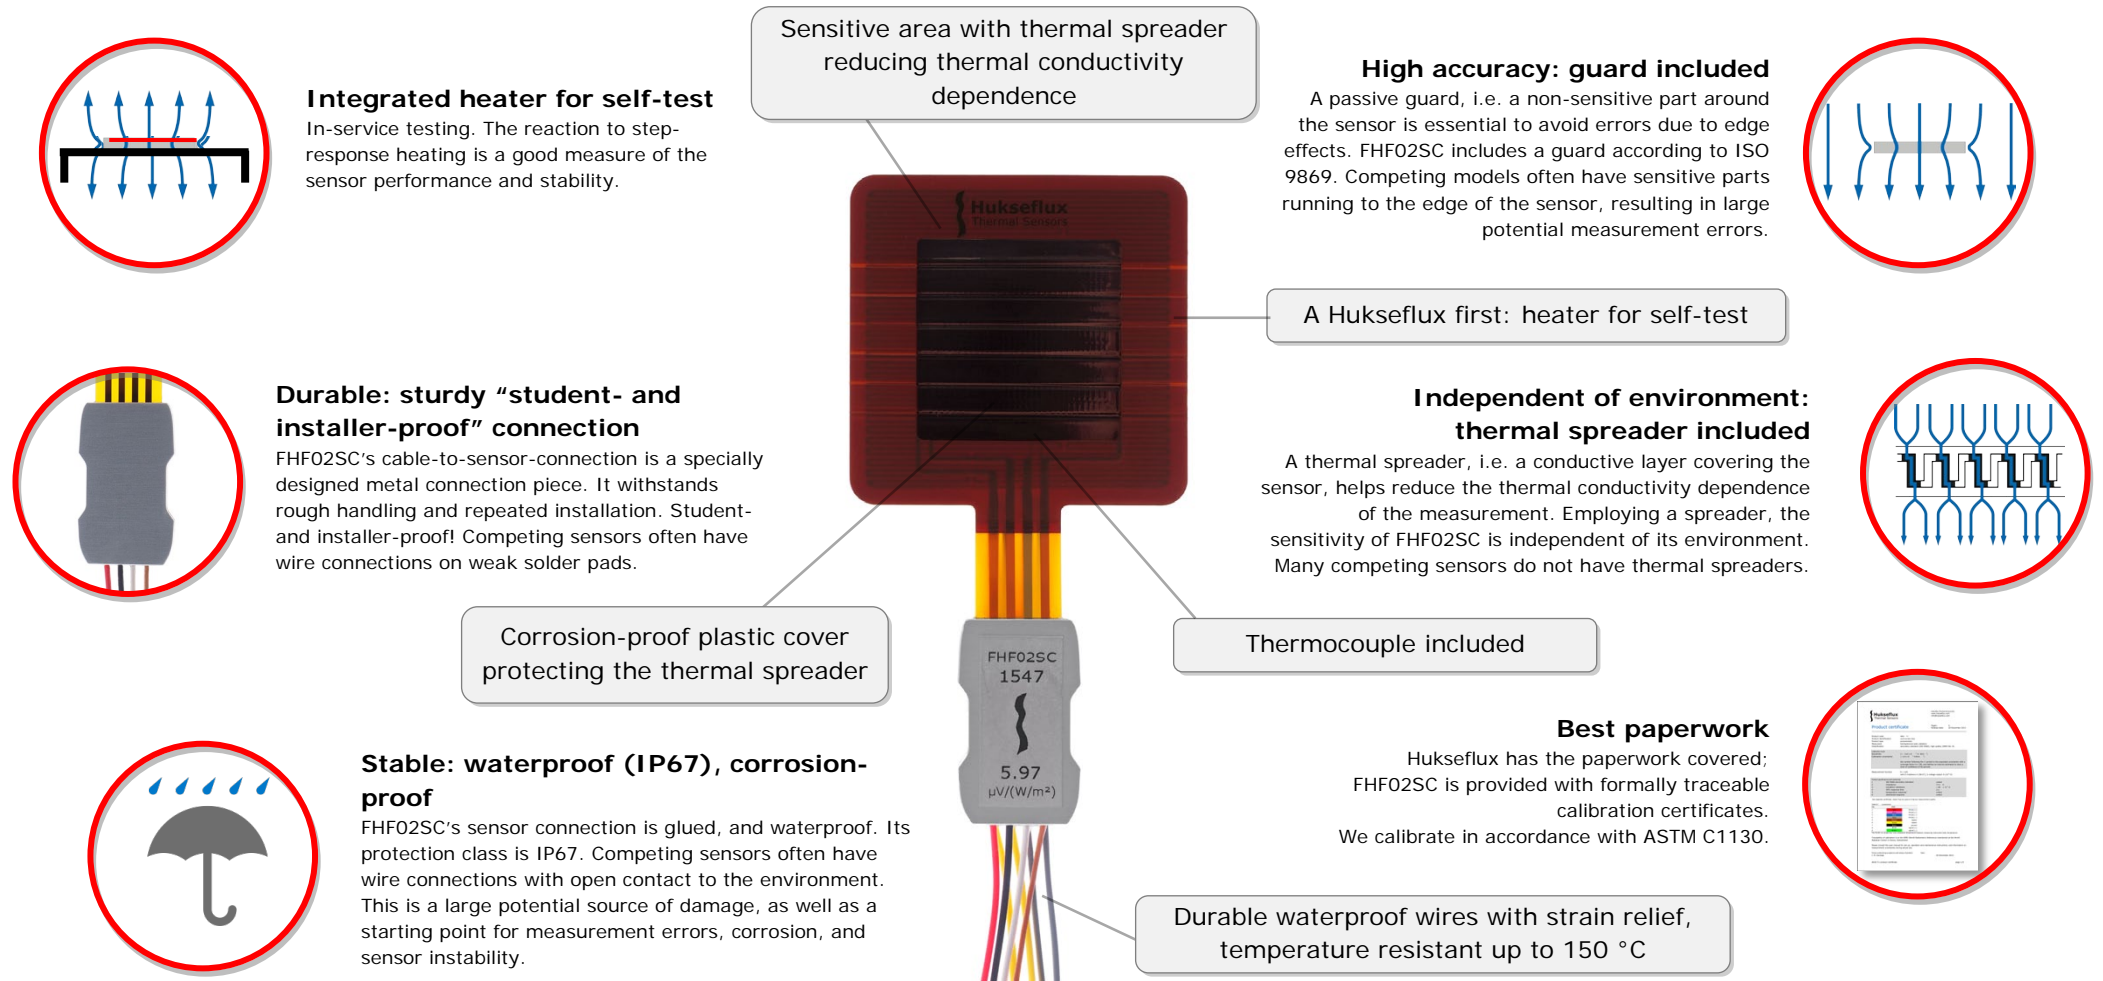 Sensitive area with thermal spreader
reducing thermal conductivity
dependence
Integrated heater for self-test
In-service testing. The reaction to step-
response heating is a good measure of the
sensor performance and stability.
High accuracy: guard included
A passive guard, i.e. a non-sensitive part around
the sensor is essential to avoid errors due to edge
effects. FHF02SC includes a guard according to ISO
9869. Competing models often have sensitive parts
running to the edge of the sensor, resulting in large
potential measurement errors.
Hukseflux
Thermal Sensors
A Hukseflux first: heater for self-test
Durable: sturdy “student- and
installer-proof” connection
FHF02SC’s cable-to-sensor-connection is a specially
designed metal connection piece. It withstands
rough handling and repeated installation. Student-
and installer-proof! Competing sensors often have
wire connections on weak solder pads.
Independent of environment:
thermal spreader included
A thermal spreader, i.e. a conductive layer covering the
sensor, helps reduce the thermal conductivity dependence
of the measurement. Employing a spreader, the
sensitivity of FHF02SC is independent of its environment.
Many competing sensors do not have thermal spreaders.
Corrosion-proof plastic cover
protecting the thermal spreader
Thermocouple included
FHF02SC
1547
5.97
µV/(W/m²)
Stable: waterproof (IP67), corrosion-
proof
FHF02SC’s sensor connection is glued, and waterproof. Its
protection class is IP67. Competing sensors often have
wire connections with open contact to the environment.
This is a large potential source of damage, as well as a
starting point for measurement errors, corrosion, and
sensor instability.
Best paperwork
Hukseflux has the paperwork covered;
FHF02SC is provided with formally traceable
calibration certificates.
We calibrate in accordance with ASTM C1130.
Hukseflux
Product certificate
Durable waterproof wires with strain relief,
temperature resistant up to 150 °C